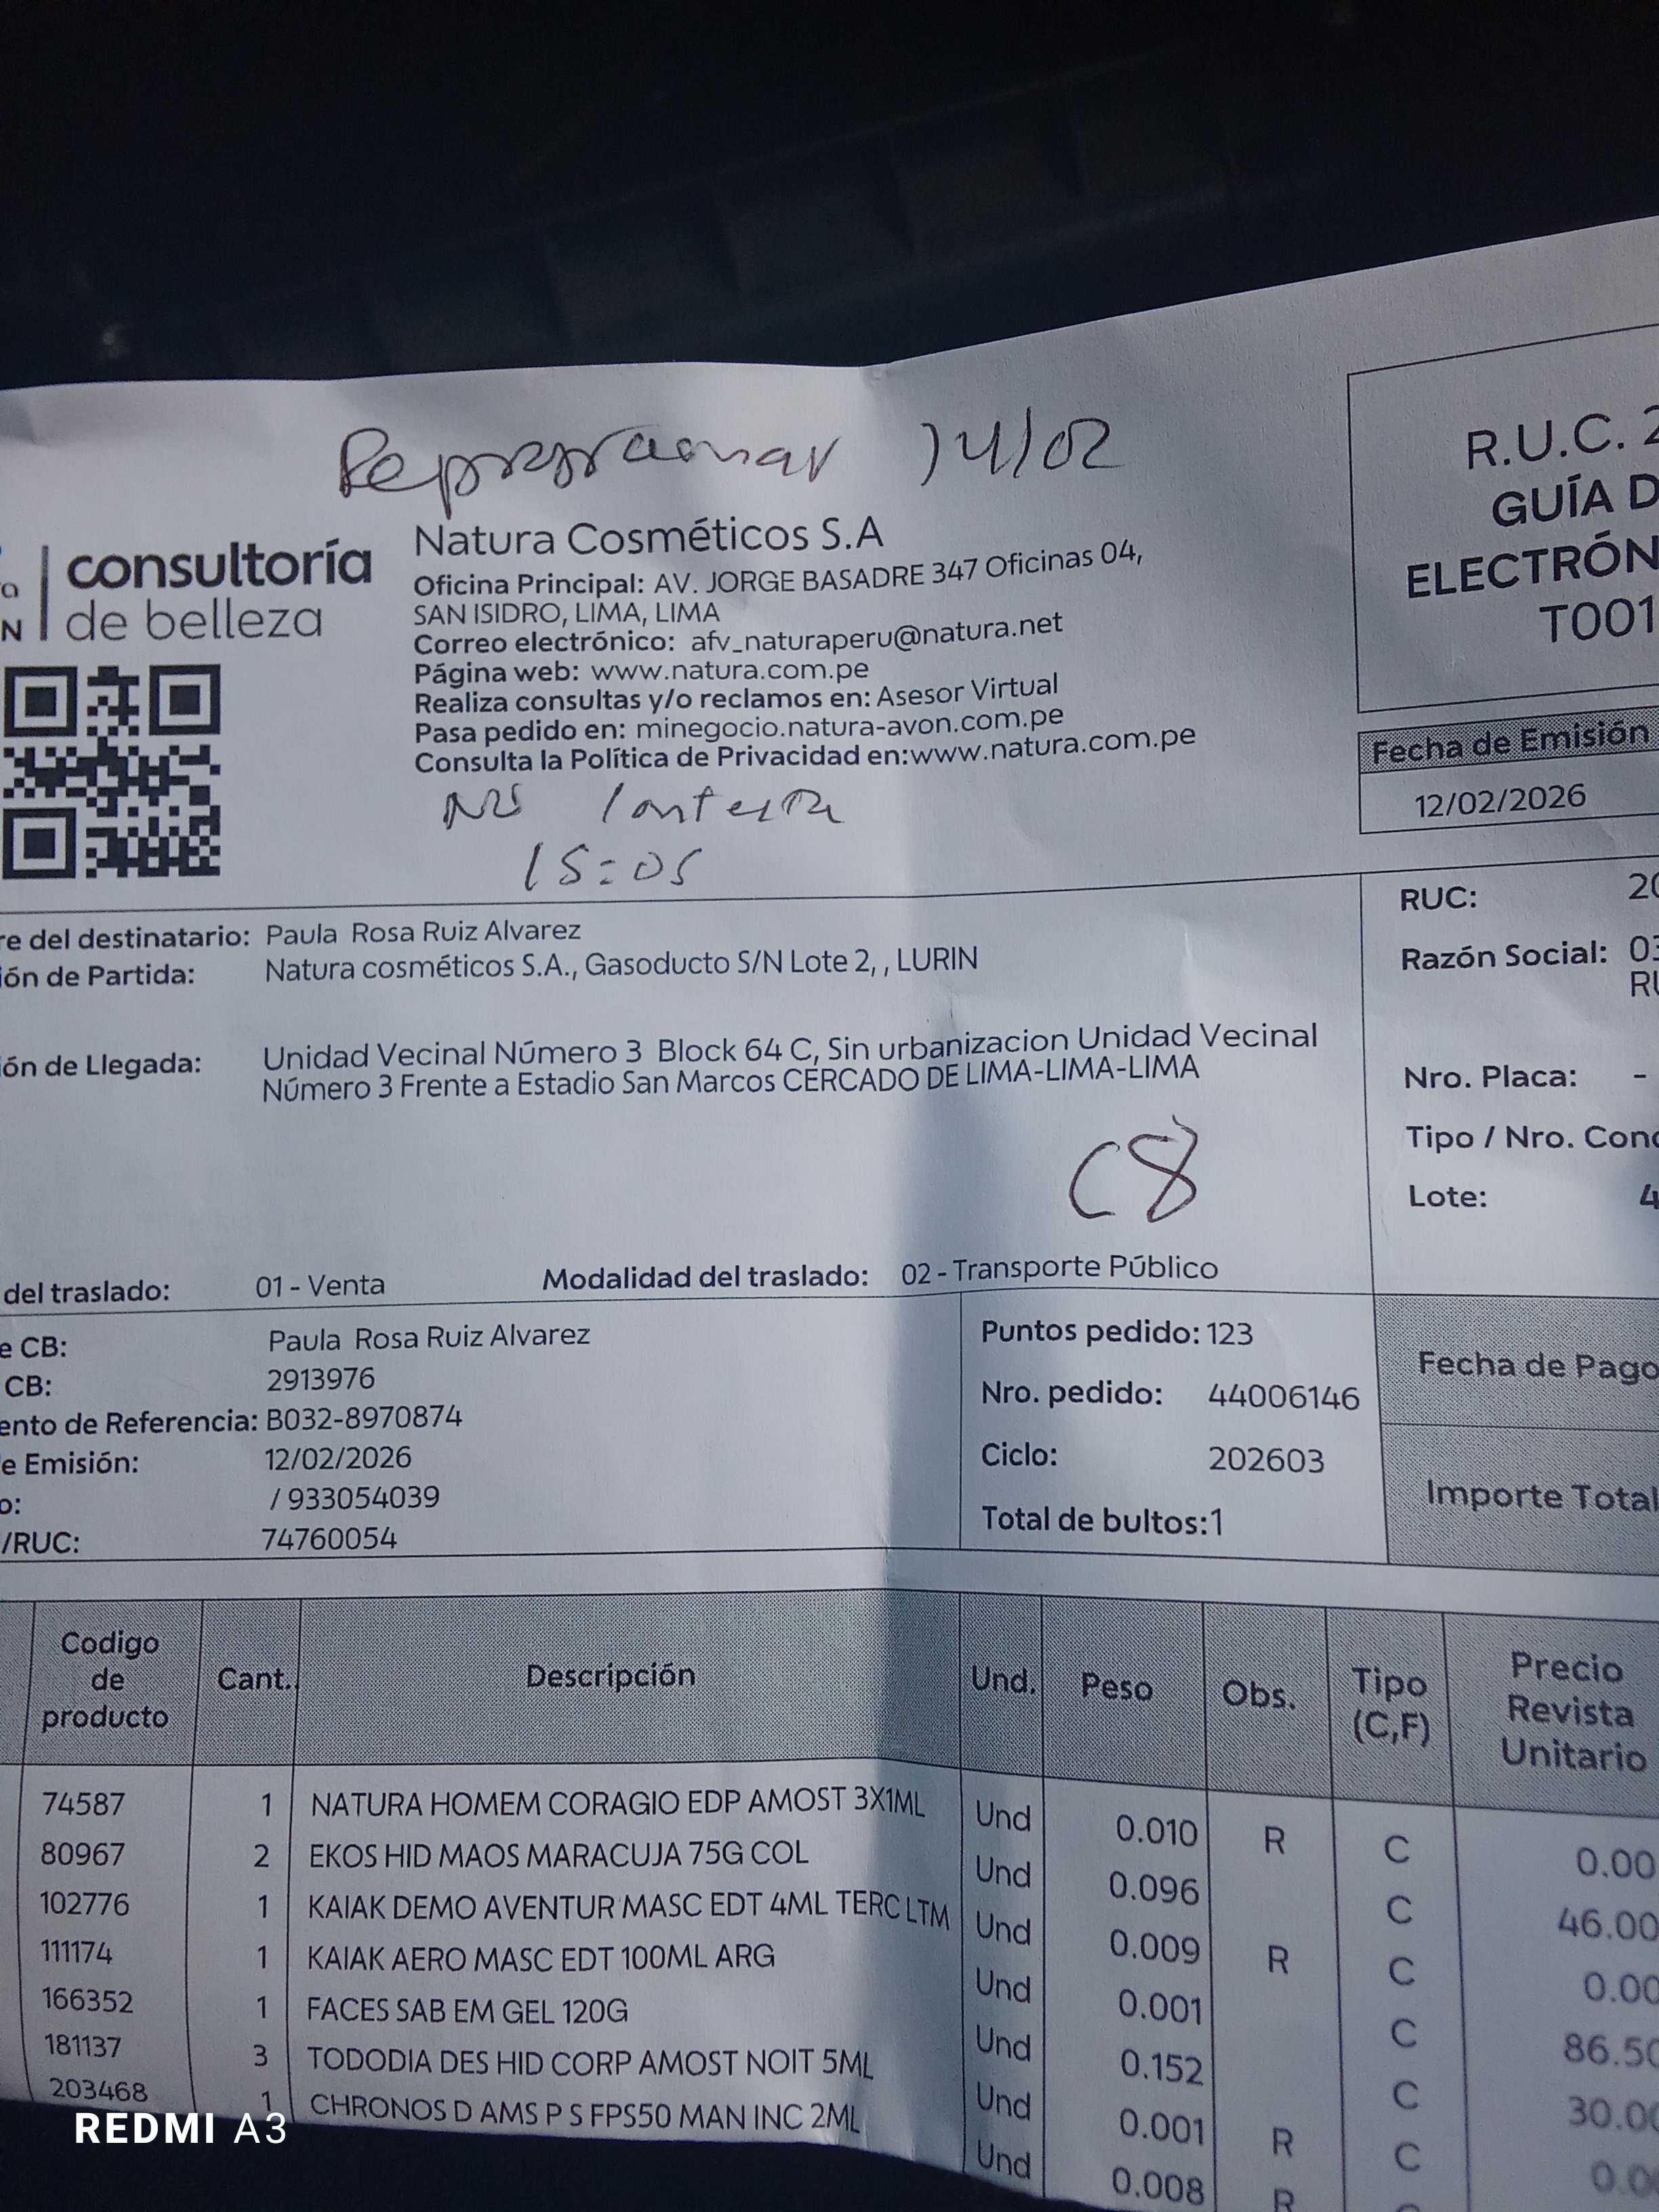 Reprogramar 14/02
R.U.C. 2
GUÍA D
ELECTRÓN
T001
a
N
consultoría
de belleza
Natura Cosméticos S.A
Oficina Principal: AV. JORGE BASADRE 347 Oficinas 04,
SAN ISIDRO, LIMA, LIMA
Correo electrónico: afv_naturaperu@natura.net
Página web: www.natura.com.pe
Realiza consultas y/o reclamos en: Asesor Virtual
Pasa pedido en: minegocio.natura-avon.com.pe
Consulta la Política de Privacidad en:www.natura.com.pe
Fecha de Emisión
12/02/2026
No contesta
15:05
re del destinatario: Paula Rosa Ruiz Alvarez
ión de Partida: Natura cosméticos S.A., Gasoducto S/N Lote 2, , LURIN
ión de Llegada: Unidad Vecinal Número 3 Block 64 C, Sin urbanizacion Unidad Vecinal
Número 3 Frente a Estadio San Marcos CERCADO DE LIMA-LIMA-LIMA
C8
del traslado: 01 - Venta Modalidad del traslado: 02 - Transporte Público
RUC: 20
Razón Social: 03
RU
Nro. Placa: -
Tipo / Nro. Cond
Lote: 4
e CB: Paula Rosa Ruiz Alvarez
CB: 2913976
ento de Referencia: B032-8970874
e Emisión: 12/02/2026
o: / 933054039
/RUC: 74760054
Puntos pedido: 123
Nro. pedido: 44006146
Ciclo: 202603
Total de bultos:1
Fecha de Pago
Importe Total
Codigo de producto Cant. Descripción Und. Peso Obs. Tipo (C,F) Precio Revista Unitario
74587 1 NATURA HOMEM CORAGIO EDP AMOST 3X1ML Und 0.010 R C 0.00
80967 2 EKOS HID MAOS MARACUJA 75G COL Und 0.096 C 46.00
102776 1 KAIAK DEMO AVENTUR MASC EDT 4ML TERC LTM Und 0.009 R C 0.00
111174 1 KAIAK AERO MASC EDT 100ML ARG Und 0.001 C 86.50
166352 1 FACES SAB EM GEL 120G Und 0.152 C 30.00
181137 3 TODODIA DES HID CORP AMOST NOIT 5ML Und 0.001 R C 0.0
203468 1 CHRONOS D AMS P S FPS50 MAN INC 2ML Und 0.008 R
REDMI A3